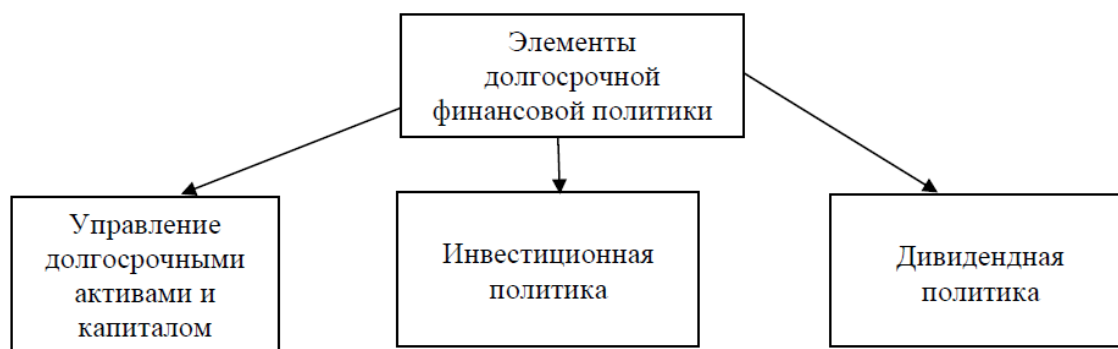 Элементы
долгосрочной
финансовой политики
Управление
долгосрочными
активами и
капиталом
Инвестиционная
политика
Дивидендная
политика